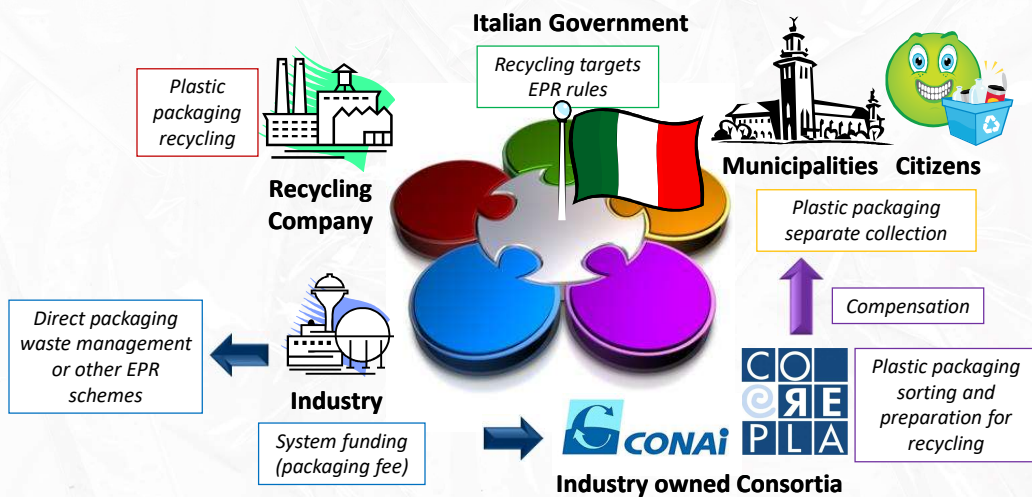 Italian Government
Recycling targets
EPR rules
Plastic
packaging
recycling
Recycling
Company
Municipalities
Citizens
Plastic packaging
separate collection
Compensation
Direct packaging
waste management
or other EPR
schemes
Industry
System funding
(packaging fee)
CONAi
CO
eRE
PLA
Plastic packaging
sorting and
preparation for
recycling
Industry owned Consortia